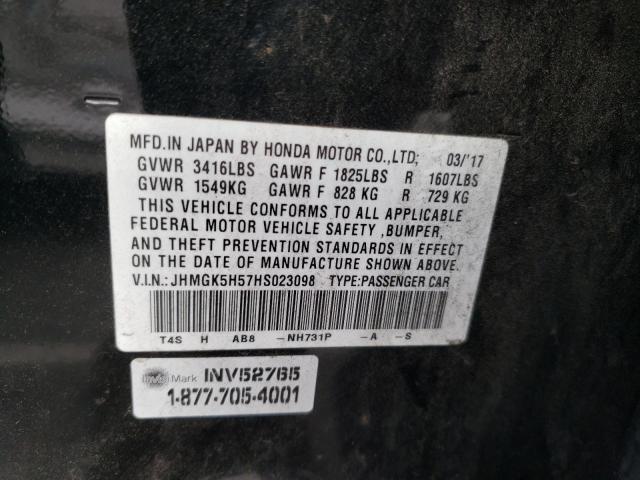 MFD.IN JAPAN BY HONDA MOTOR CO.,LTD; 03/'17
GVWR 3416LBS GAWR F 1825LBS R 1607LBS
GVWR 1549KG GAWR F 828 KG R 729 KG
THIS VEHICLE CONFORMS TO ALL APPLICABLE
FEDERAL MOTOR VEHICLE SAFETY ,BUMPER,
AND THEFT PREVENTION STANDARDS IN EFFECT
ON THE DATE OF MANUFACTURE SHOWN ABOVE.
V.I.N.: JHMGK5H57HS023098 TYPE:PASSENGER CAR
T4S H AB8 -NH731P -A -S
InvisiMark INV52765
1-877-705-4001